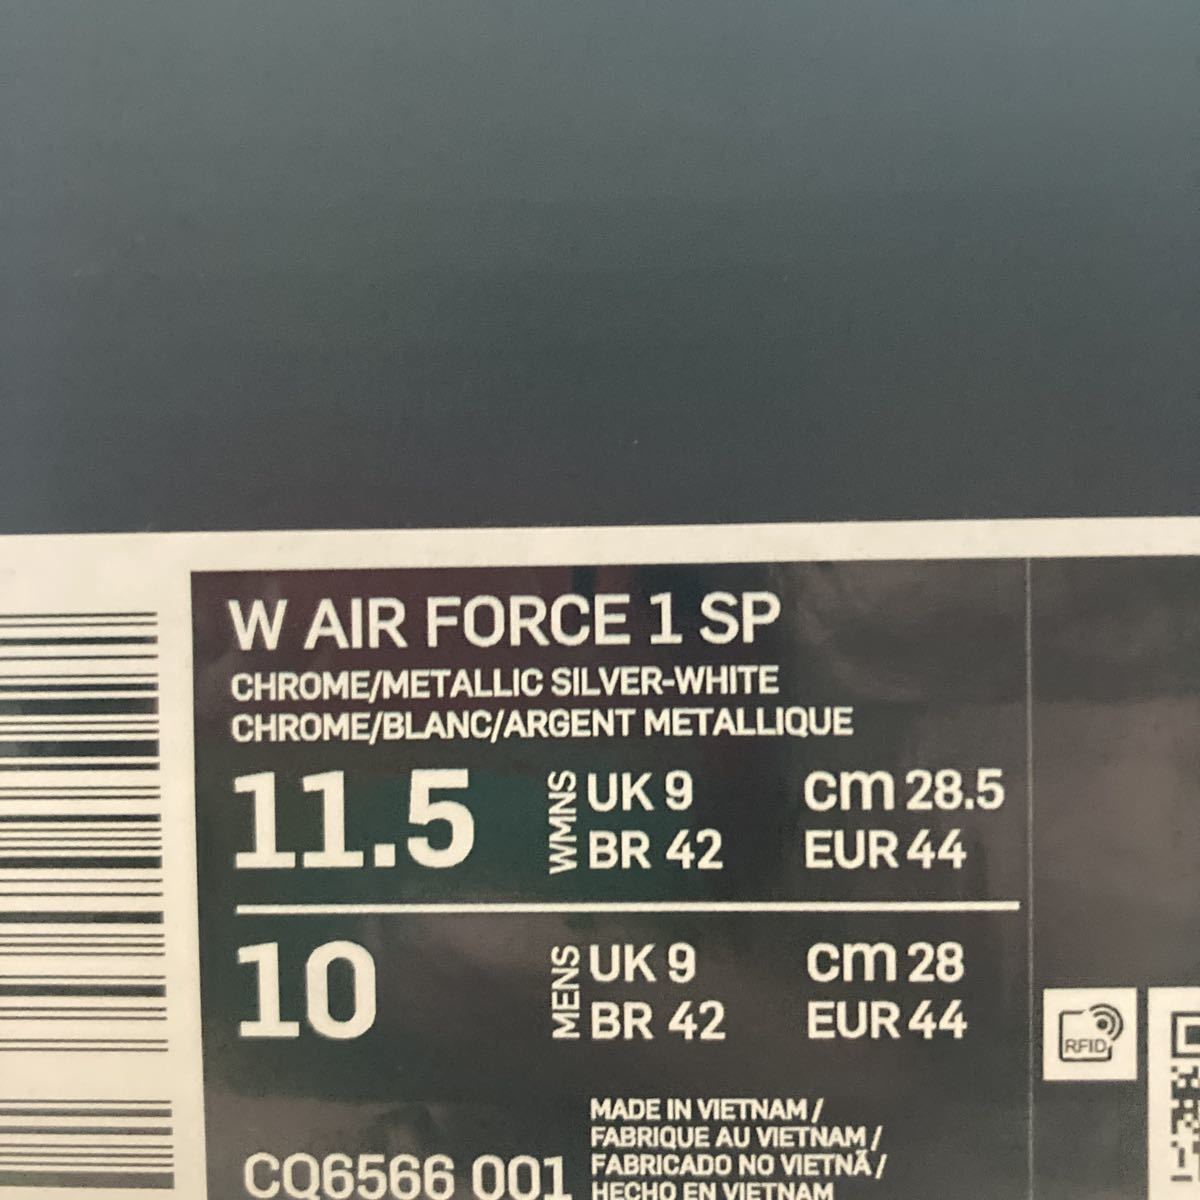 W AIR FORCE 1 SP
CHROME/METALLIC SILVER-WHITE
CHROME/BLANC/ARGENT METALLIQUE
11.5 WMNS UK 9 cm 28.5
BR 42 EUR 44
10 MENS UK 9 cm 28
BR 42 EUR 44
RFID
MADE IN VIETNAM /
FABRIQUE AU VIETNAM /
FABRICADO NO VIETNÃ /
HECHO EN VIETNAM
CQ6566 001